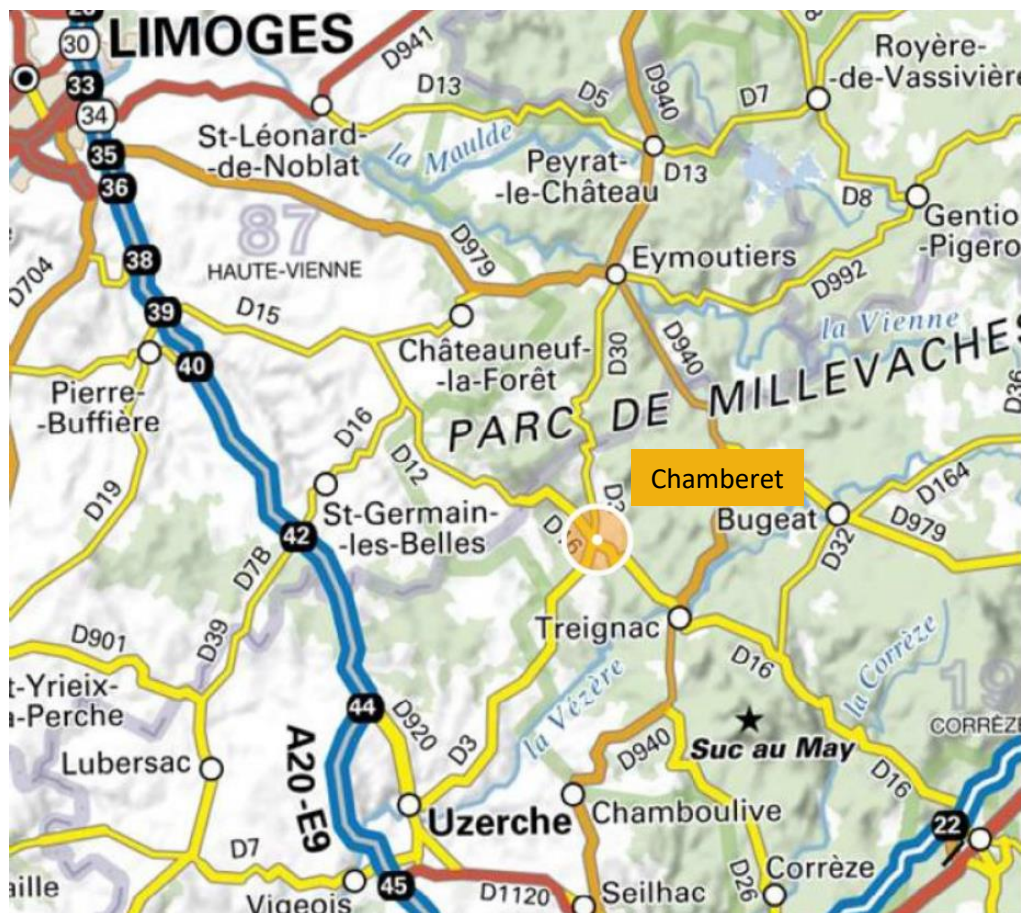 30
LIMOGES
D941
33
34
35
36
St-Léonard-
-de-Noblat
D13
D5
D940
D7
Royère-
-de-Vassivière
la Maulde
Peyrat-
-le-Château
D13
D8
Gentio
-Pigero
87
HAUTE-VIENNE
D979
Eymoutiers
D992
D704
38
39
D15
la Vienne
D30
D940
40
Châteauneuf-
-la-Forêt
Pierre-
-Buffière
PARC DE MILLEVACHES
D36
D16
D12
Chamberet
D19
St-Germain-
-les-Belles
D16
Bugeat
D164
D979
D32
42
D7B
D39
D901
Treignac
D16
la Corrèze
19
CORRÈZE
t-Yrieix-
a-Perche
44
D920
D3
la Vézère
Suc au May
Lubersac
A20-E9
D940
D16
Uzerche
Chamboulive
22
D7
45
D1120
Seilhac
D26
Corrèze
aille
Vigeois